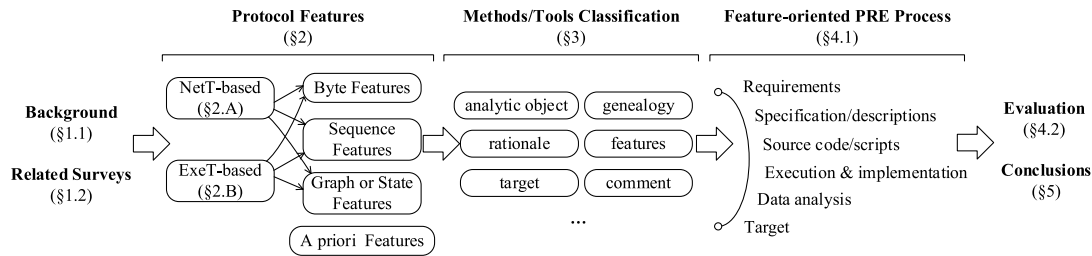 Background
(§1.1)
Related Surveys
(§1.2)
Protocol Features
(§2)
NetT-based
(§2.A)
ExeT-based
(§2.B)
Byte Features
Sequence
Features
Graph or State
Features
A priori Features
Methods/Tools Classification
(§3)
analytic object
genealogy
rationale
features
target
comment
...
Feature-oriented PRE Process
(§4.1)
Requirements
Specification/descriptions
Source code/scripts
Execution & implementation
Data analysis
Target
Evaluation
(§4.2)
Conclusions
(§5)